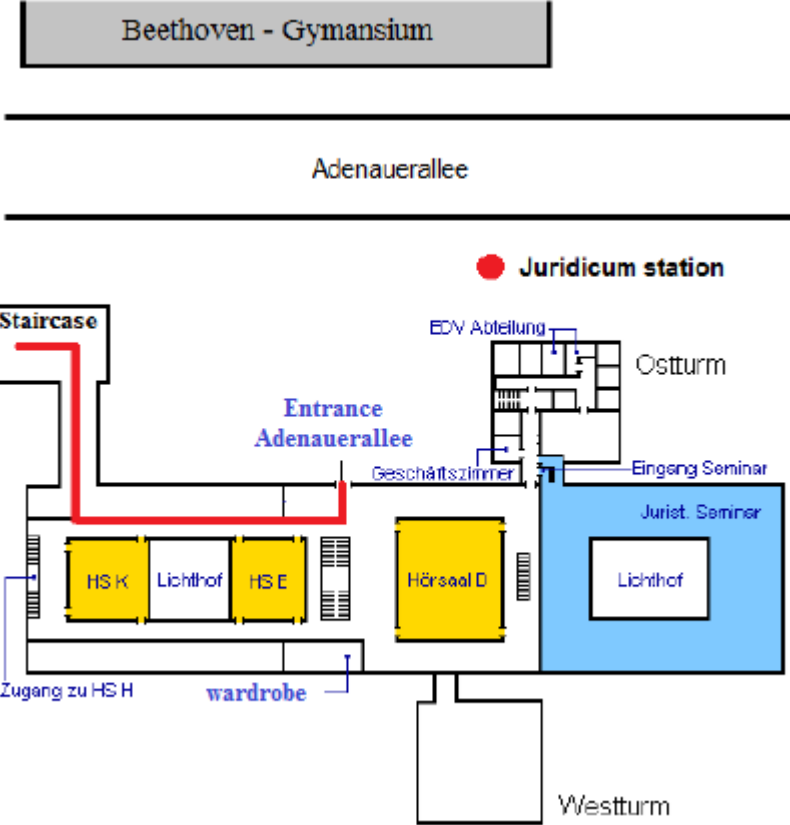 Beethoven - Gymansium
Adenauerallee
Juridicum station
Staircase
EDV Abteilung
Ostturm
Entrance
Adenauerallee
Geschäftszimmer
Eingang Seminar
Jurist. Seminar
HS K
Lichthof
HS E
Hörsaal D
Lichthof
Zugang zu HS H
wardrobe
Westturm